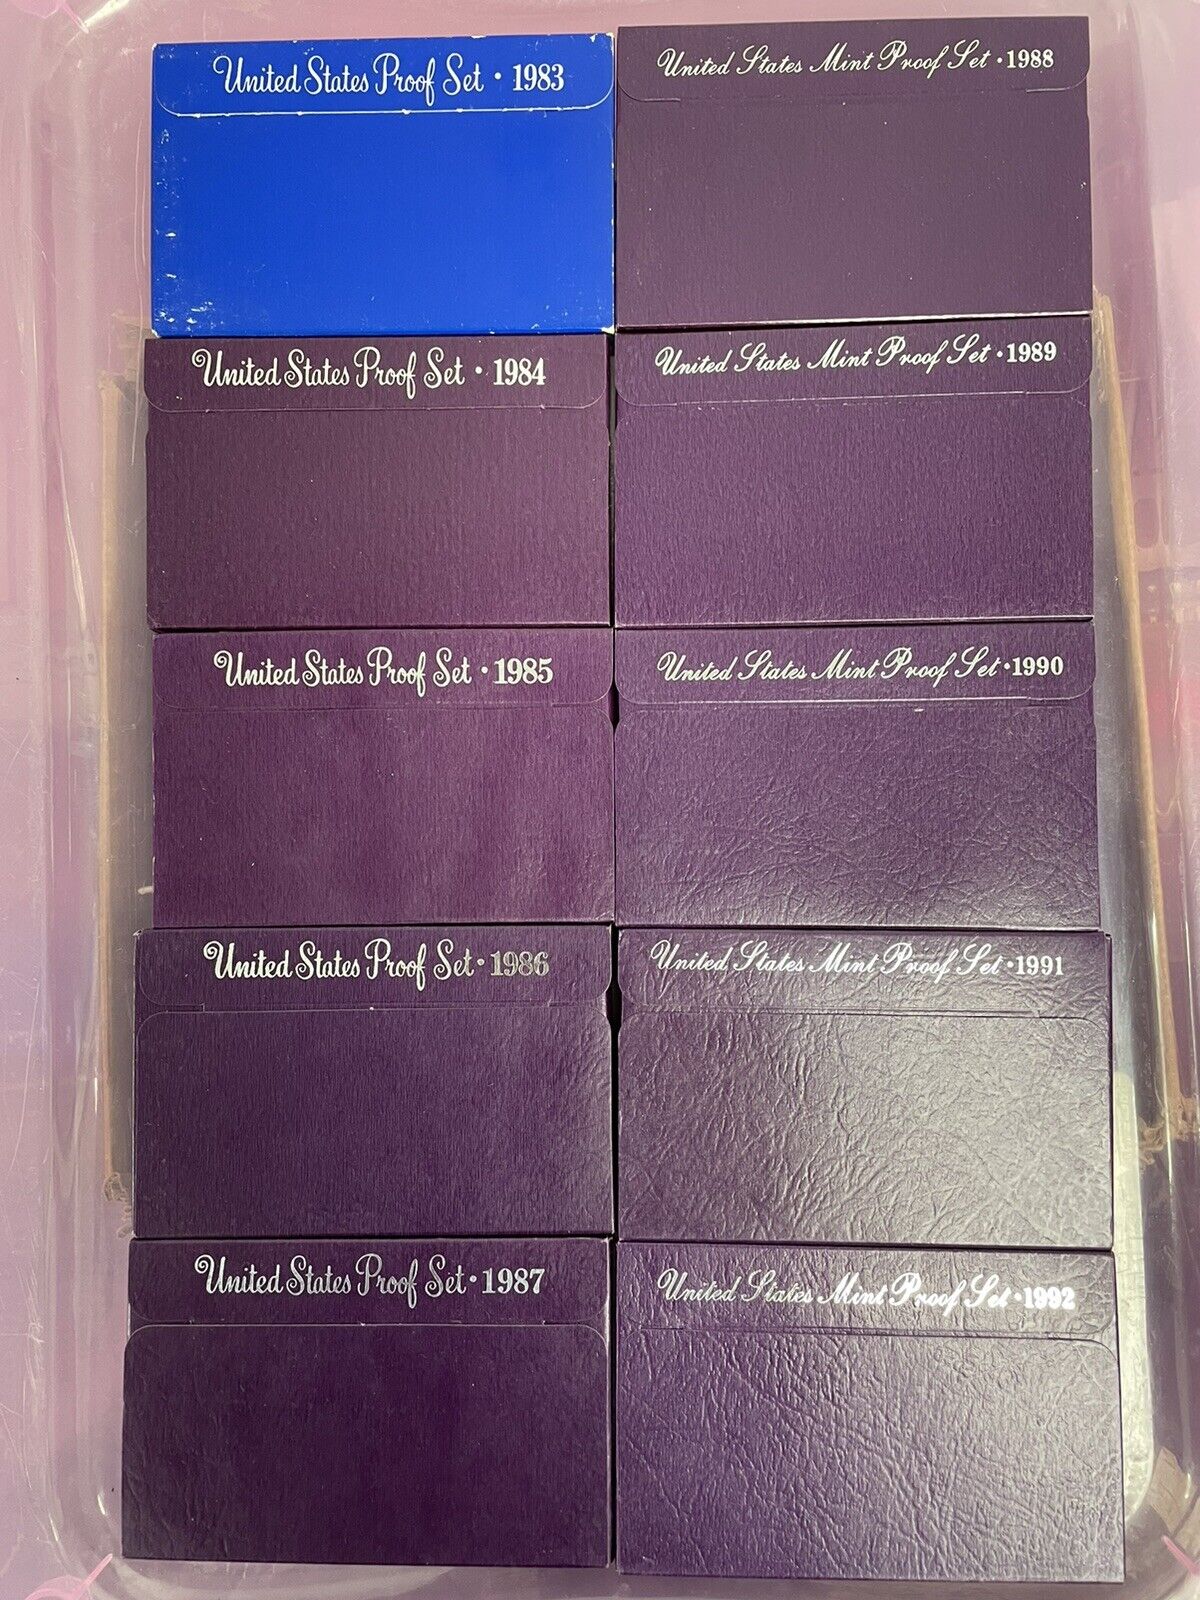 United States Proof Set · 1983
United States Proof Set · 1984
United States Proof Set · 1985
United States Proof Set · 1986
United States Proof Set · 1987
United States Mint Proof Set · 1988
United States Mint Proof Set · 1989
United States Mint Proof Set · 1990
United States Mint Proof Set · 1991
United States Mint Proof Set · 1992